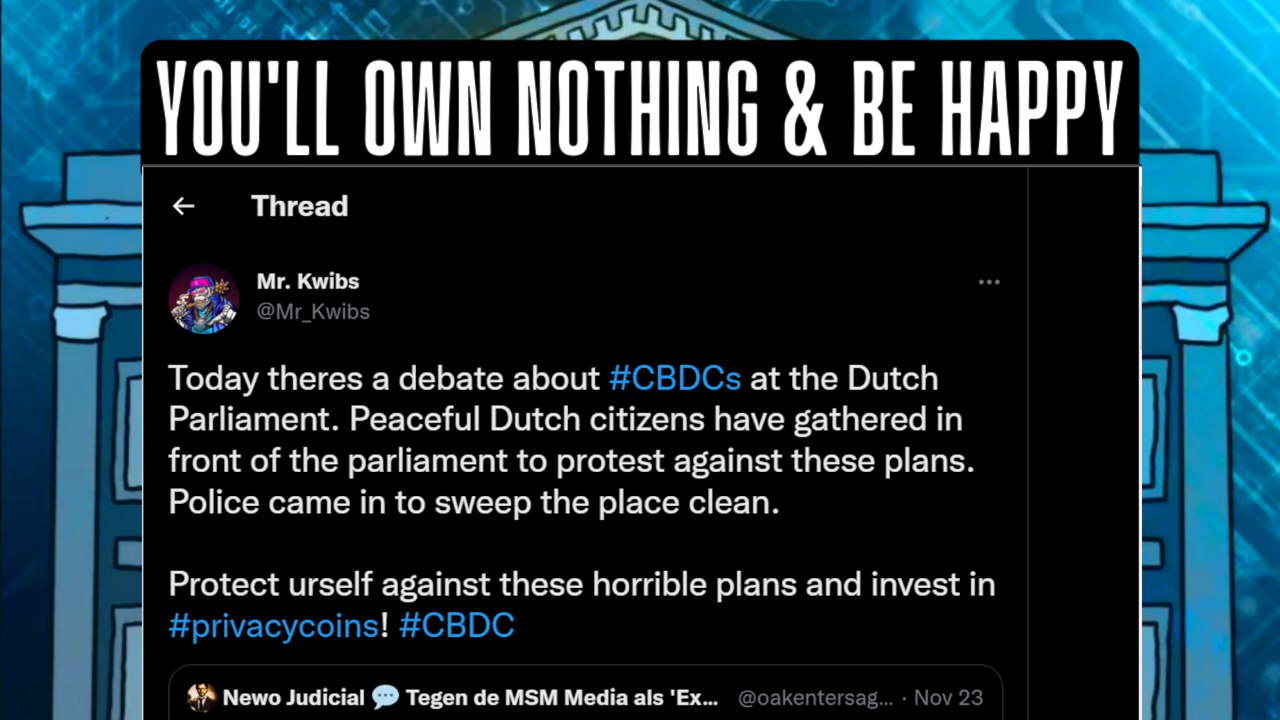 YOU'LL OWN NOTHING & BE HAPPY
Thread
Mr. Kwibs
@Mr_Kwibs
Today theres a debate about #CBDCs at the Dutch
Parliament. Peaceful Dutch citizens have gathered in
front of the parliament to protest against these plans.
Police came in to sweep the place clean.
Protect urself against these horrible plans and invest in
#privacycoins! #CBDC
Newo Judicial 💬 Tegen de MSM Media als 'Ex... @oakentersag... · Nov 23